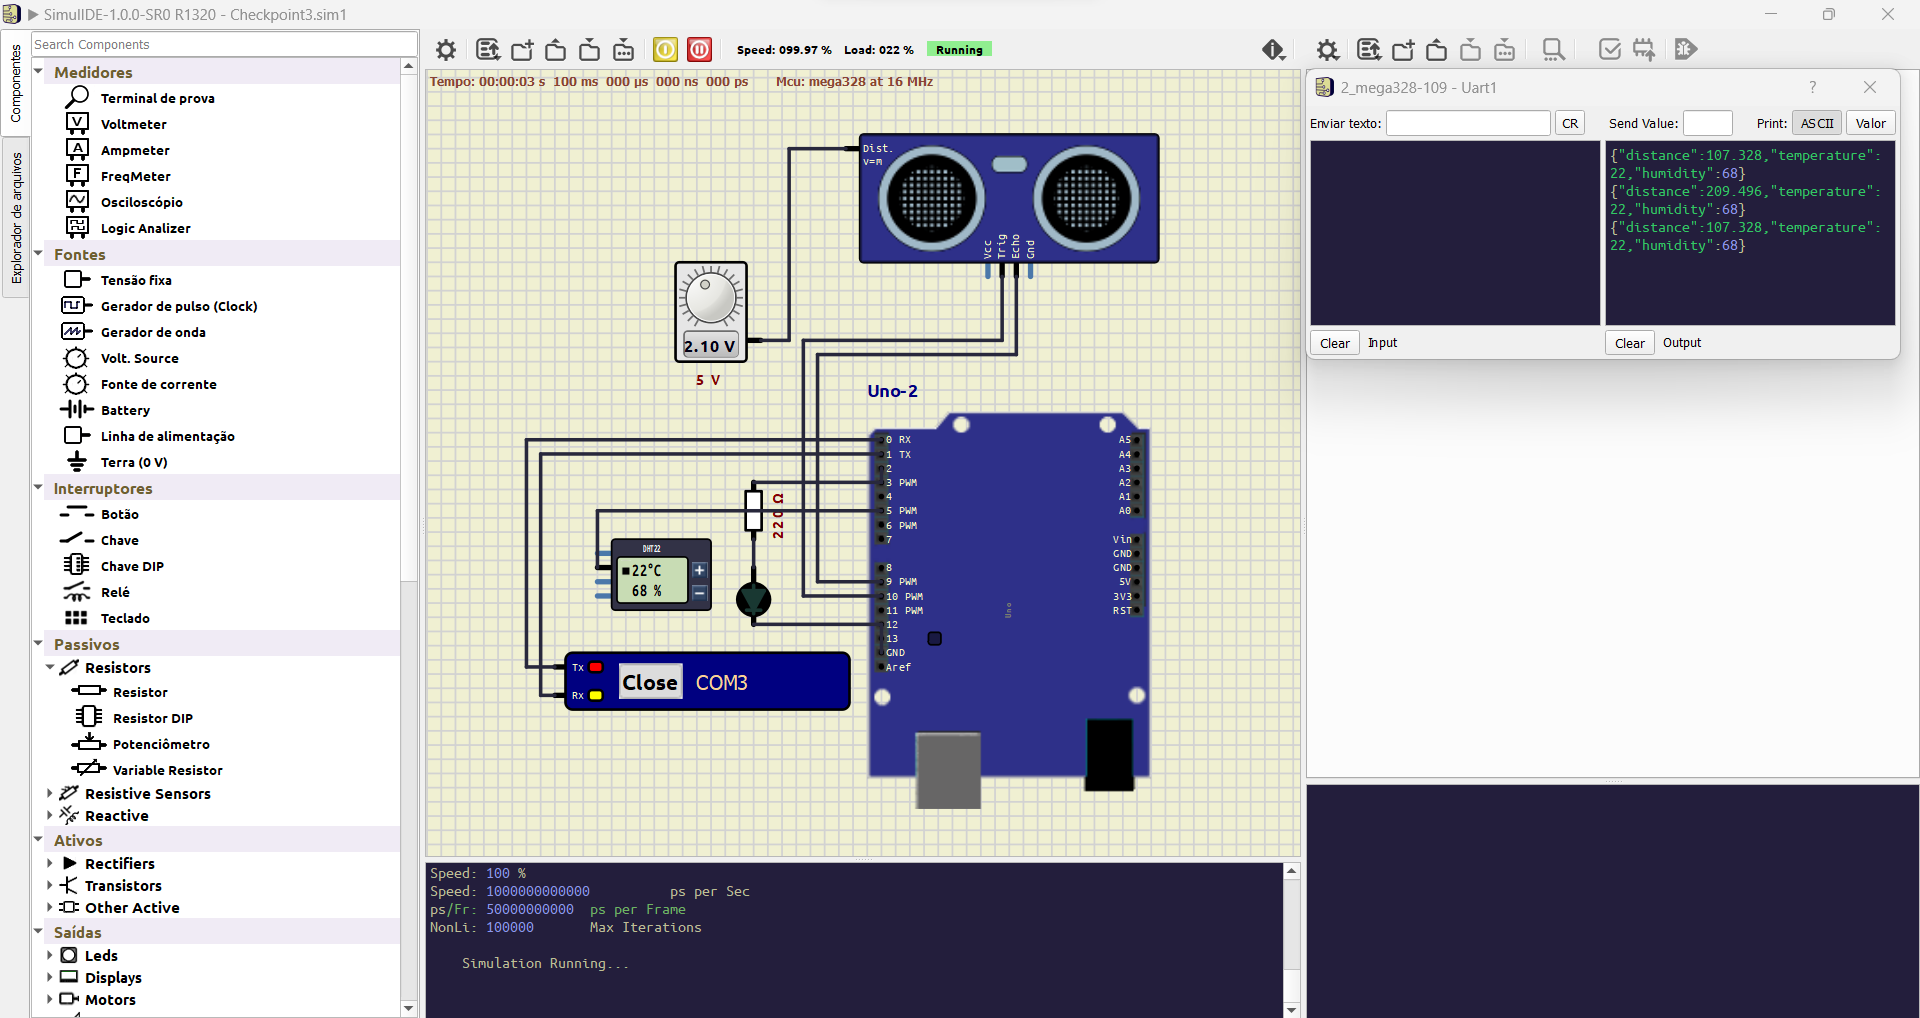 SimulIDE-1.0.0-SR0 R1320 - Checkpoint3.sim1
Componentes
Explorador de arquivos
Search Components
Medidores
Terminal de prova
Voltmeter
Ampmeter
FreqMeter
Osciloscópio
Logic Analizer
Fontes
Tensão fixa
Gerador de pulso (Clock)
Gerador de onda
Volt. Source
Fonte de corrente
Battery
Linha de alimentação
Terra (0 V)
Interruptores
Botão
Chave
Chave DIP
Relé
Teclado
Passivos
Resistors
Resistor
Resistor DIP
Potenciômetro
Variable Resistor
Resistive Sensors
Reactive
Ativos
Rectifiers
Transistors
Other Active
Saídas
Leds
Displays
Motors
Speed: 099.97 % Load: 022 % Running
Tempo: 00:00:03 s 100 ms 000 µs 000 ns 000 ps Mcu: mega328 at 16 MHz
Dist.
V=m
Vcc
Trig
Echo
Gnd
2.10 V
5 V
Uno-2
0 RX
1 TX
2
3 PWM
4
5 PWM
6 PWM
7
8
9 PWM
10 PWM
11 PWM
12
13
GND
Aref
A5
A4
A3
A2
A1
A0
Vin
GND
GND
5V
3V3
RST
Uno
220 Ω
DHT22
22°C
68 %
+
−
Tx
Rx
Close COM3
Speed: 100 %
Speed: 1000000000000 ps per Sec
ps/Fr: 50000000000 ps per Frame
NonLi: 100000 Max Iterations
Simulation Running...
2_mega328-109 - Uart1
Enviar texto: CR Send Value: Print: ASCII Valor
{"distance":107.328,"temperature":
22,"humidity":68}
{"distance":209.496,"temperature":
22,"humidity":68}
{"distance":107.328,"temperature":
22,"humidity":68}
Clear Input
Clear Output